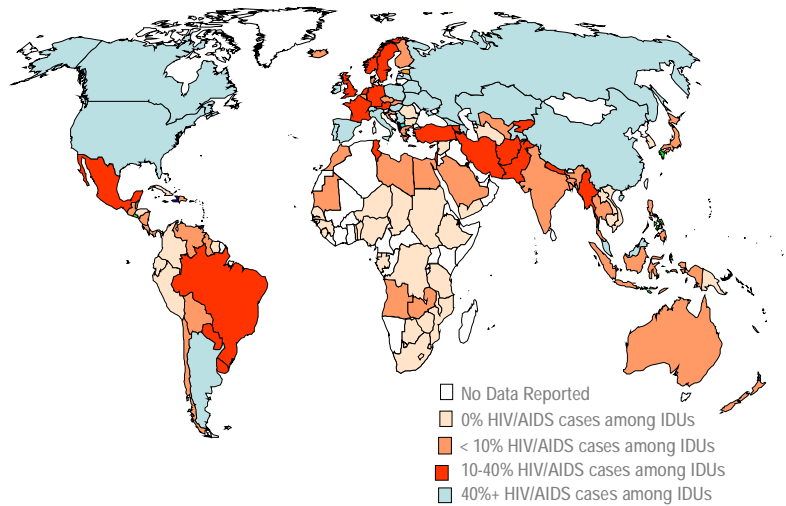 No Data Reported
0% HIV/AIDS cases among IDUs
< 10% HIV/AIDS cases among IDUs
10-40% HIV/AIDS cases among IDUs
40%+ HIV/AIDS cases among IDUs